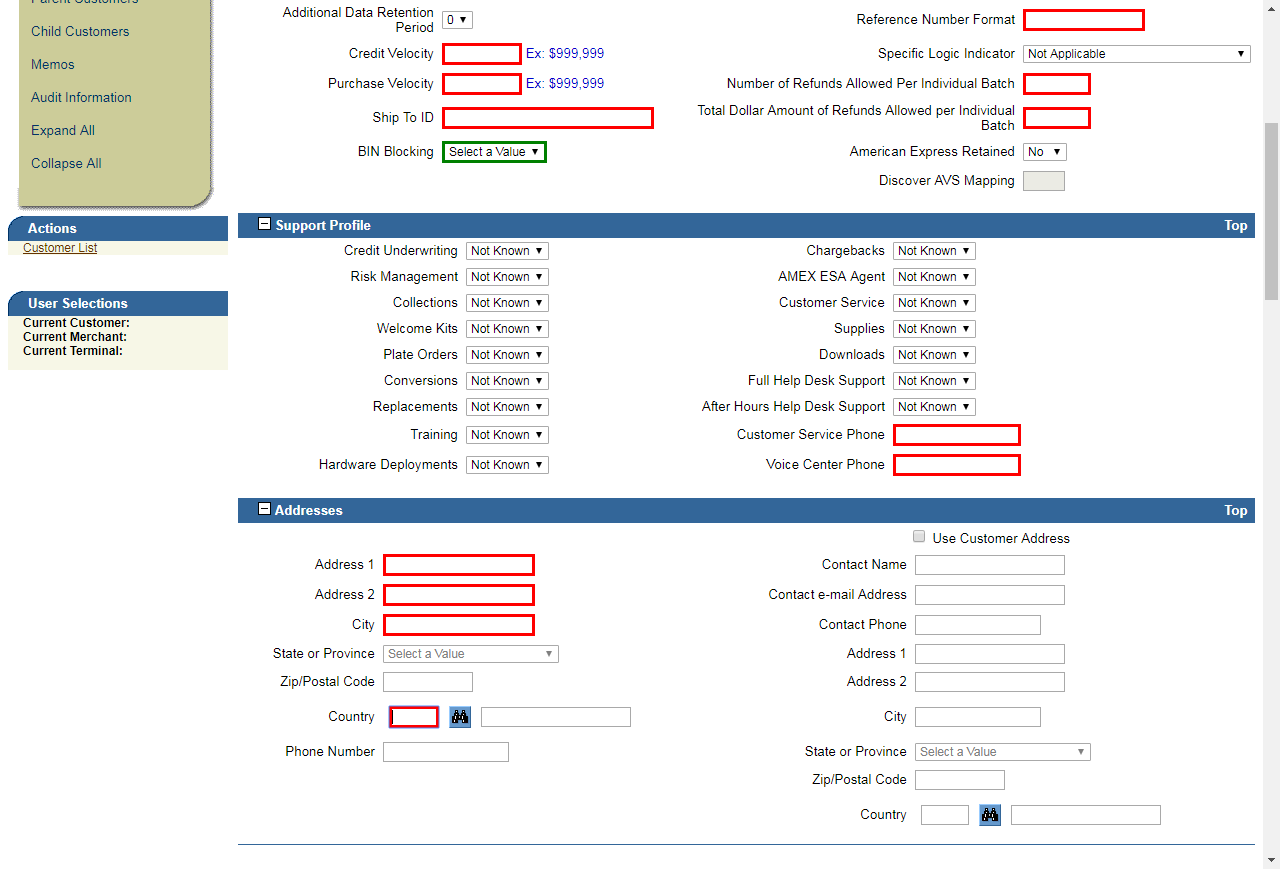 Parent Customers
Child Customers
Memos
Audit Information
Expand All
Collapse All
Actions
Customer List
User Selections
Current Customer:
Current Merchant:
Current Terminal:
Additional Data Retention
Period
0
Reference Number Format
Credit Velocity
Ex: $999,999
Specific Logic Indicator
Not Applicable
Purchase Velocity
Ex: $999,999
Number of Refunds Allowed Per Individual Batch
Ship To ID
Total Dollar Amount of Refunds Allowed per Individual
Batch
BIN Blocking
Select a Value
American Express Retained
No
Discover AVS Mapping
Support Profile
Top
Credit Underwriting
Not Known
Chargebacks
Not Known
Risk Management
Not Known
AMEX ESA Agent
Not Known
Collections
Not Known
Customer Service
Not Known
Welcome Kits
Not Known
Supplies
Not Known
Plate Orders
Not Known
Downloads
Not Known
Conversions
Not Known
Full Help Desk Support
Not Known
Replacements
Not Known
After Hours Help Desk Support
Not Known
Training
Not Known
Customer Service Phone
Hardware Deployments
Not Known
Voice Center Phone
Addresses
Top
Use Customer Address
Address 1
Contact Name
Address 2
Contact e-mail Address
City
Contact Phone
State or Province
Select a Value
Address 1
Zip/Postal Code
Address 2
Country
City
Phone Number
State or Province
Select a Value
Zip/Postal Code
Country